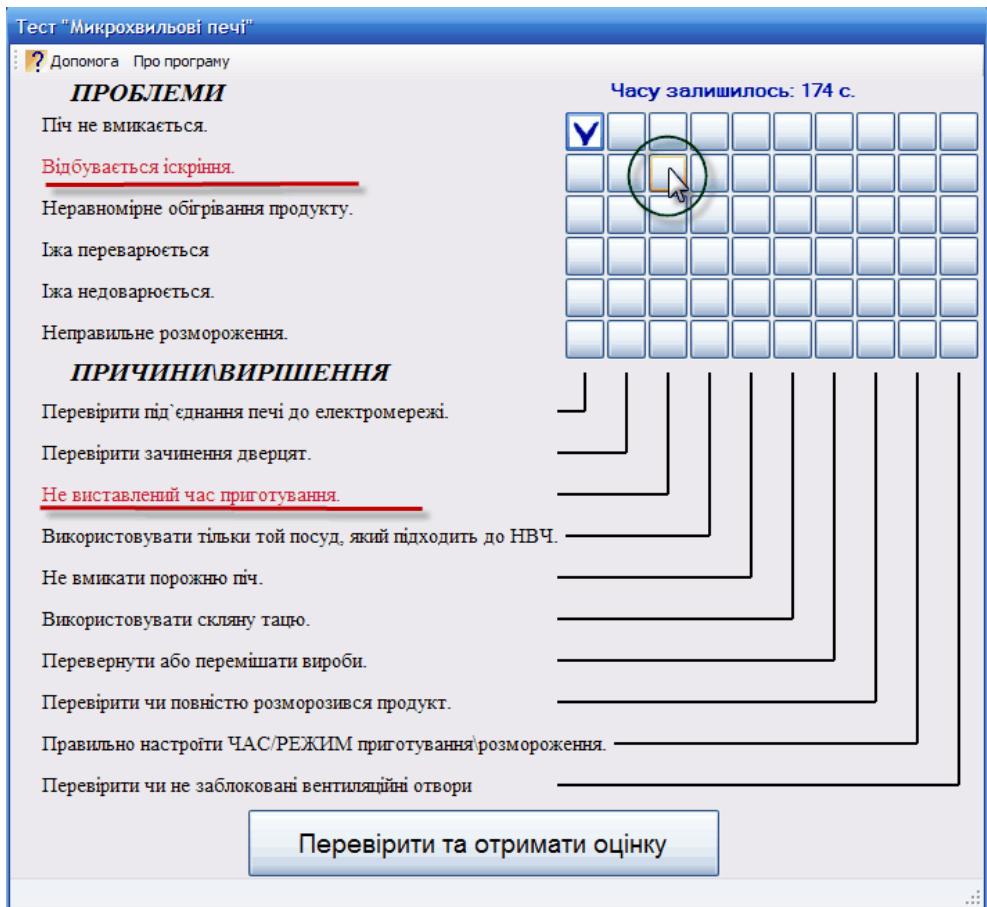 Тест "Микрохвильові печі"
? Допомога Про програму
ПРОБЛЕМИ
Часу залишилось: 174 с.
Піч не вмикається.
Відбувається іскріння.
Неравномірне обігрівання продукту.
Іжа переварюється
Іжа недоварюється.
Неправильне розмороження.
ПРИЧИНИ\ВИРІШЕННЯ
Перевірити під`єднання печі до електромережі.
Перевірити зачинення дверцят.
Не виставлений час приготування.
Використовувати тільки той посуд, який підходить до НВЧ.
Не вмикати порожню піч.
Використовувати скляну тацю.
Перевернути або перемішати вироби.
Перевірити чи повністю розморозився продукт.
Правильно настроїти ЧАС/РЕЖИМ приготування\розмороження.
Перевірити чи не заблоковані вентиляційні отвори
Перевірити та отримати оцінку